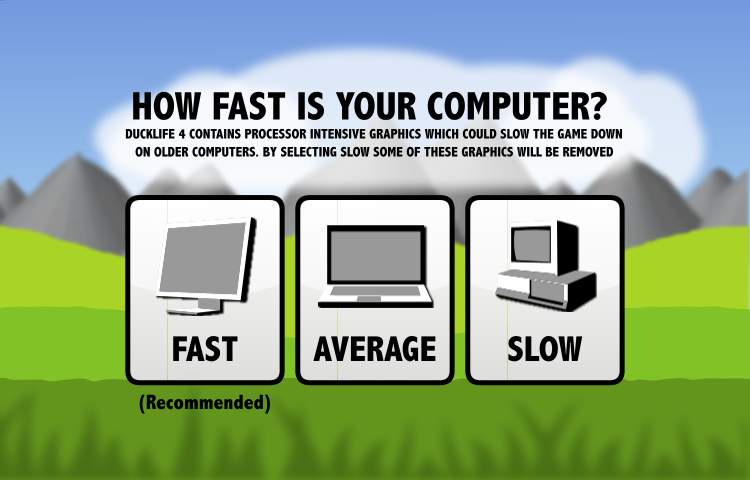 HOW FAST IS YOUR COMPUTER?
DUCKLIFE 4 CONTAINS PROCESSOR INTENSIVE GRAPHICS WHICH COULD SLOW THE GAME DOWN
ON OLDER COMPUTERS. BY SELECTING SLOW SOME OF THESE GRAPHICS WILL BE REMOVED
FAST
AVERAGE
SLOW
(Recommended)